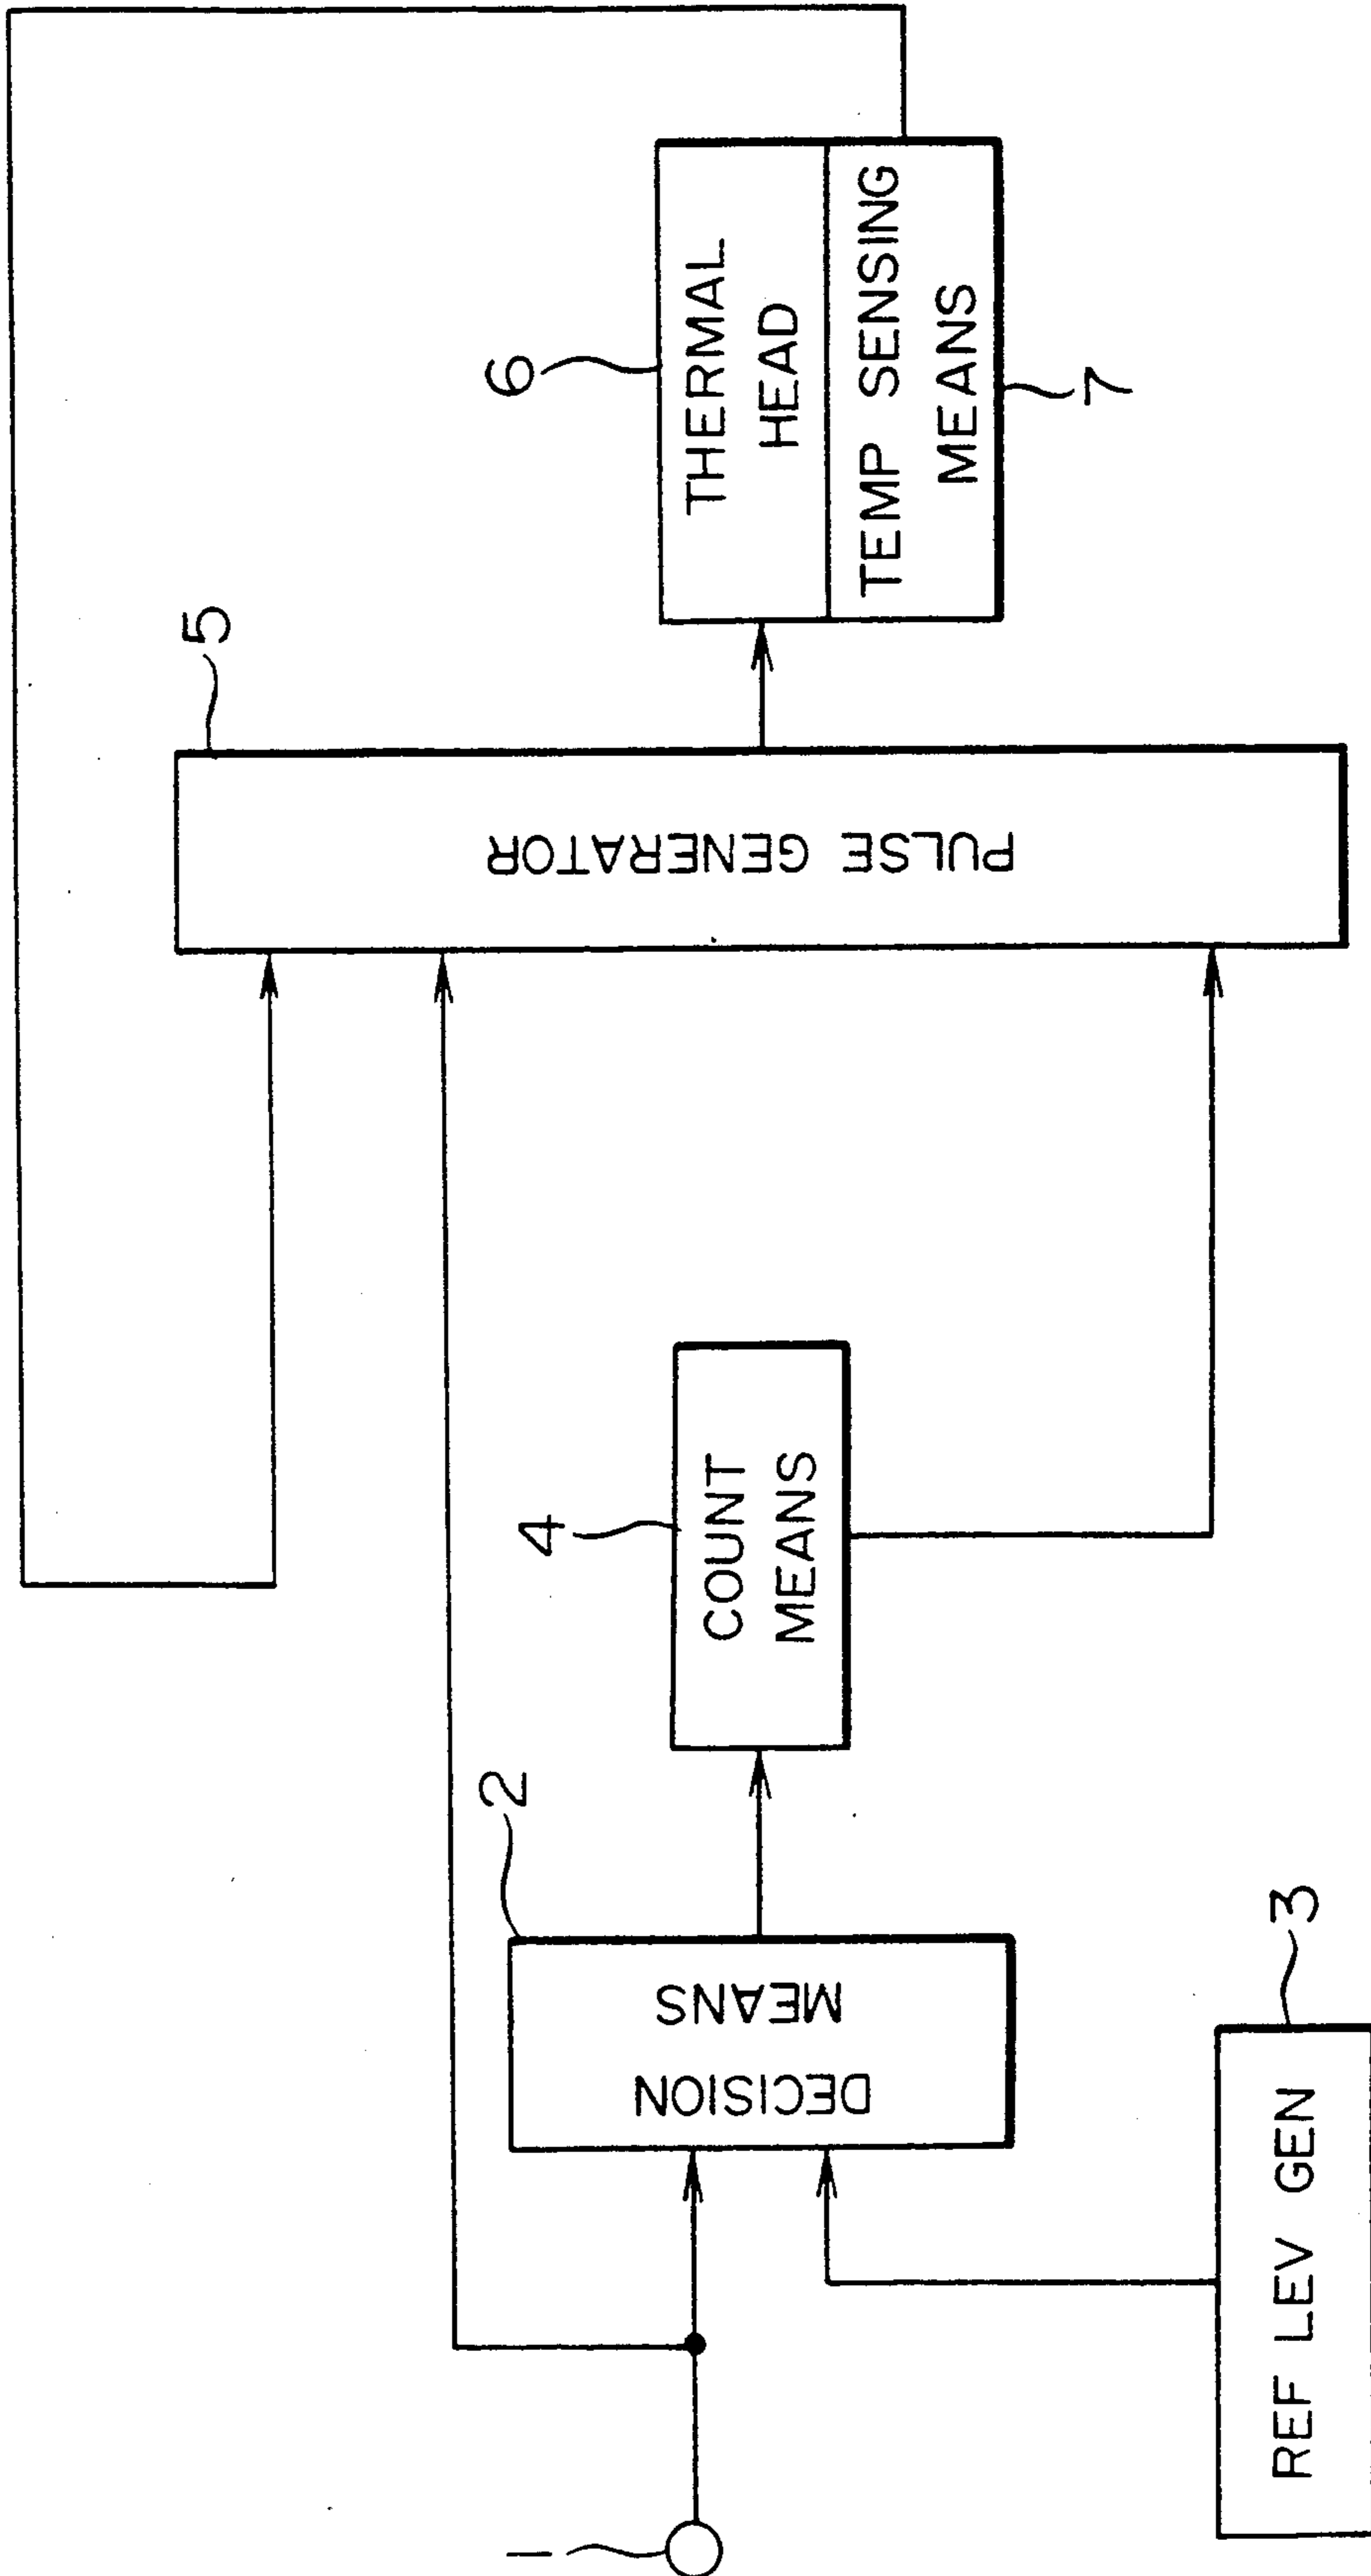 1
2
DECISION
MEANS
3
REF LEV GEN
4
COUNT
MEANS
5
PULSE GENERATOR
6
THERMAL
HEAD
TEMP SENSING
MEANS
7